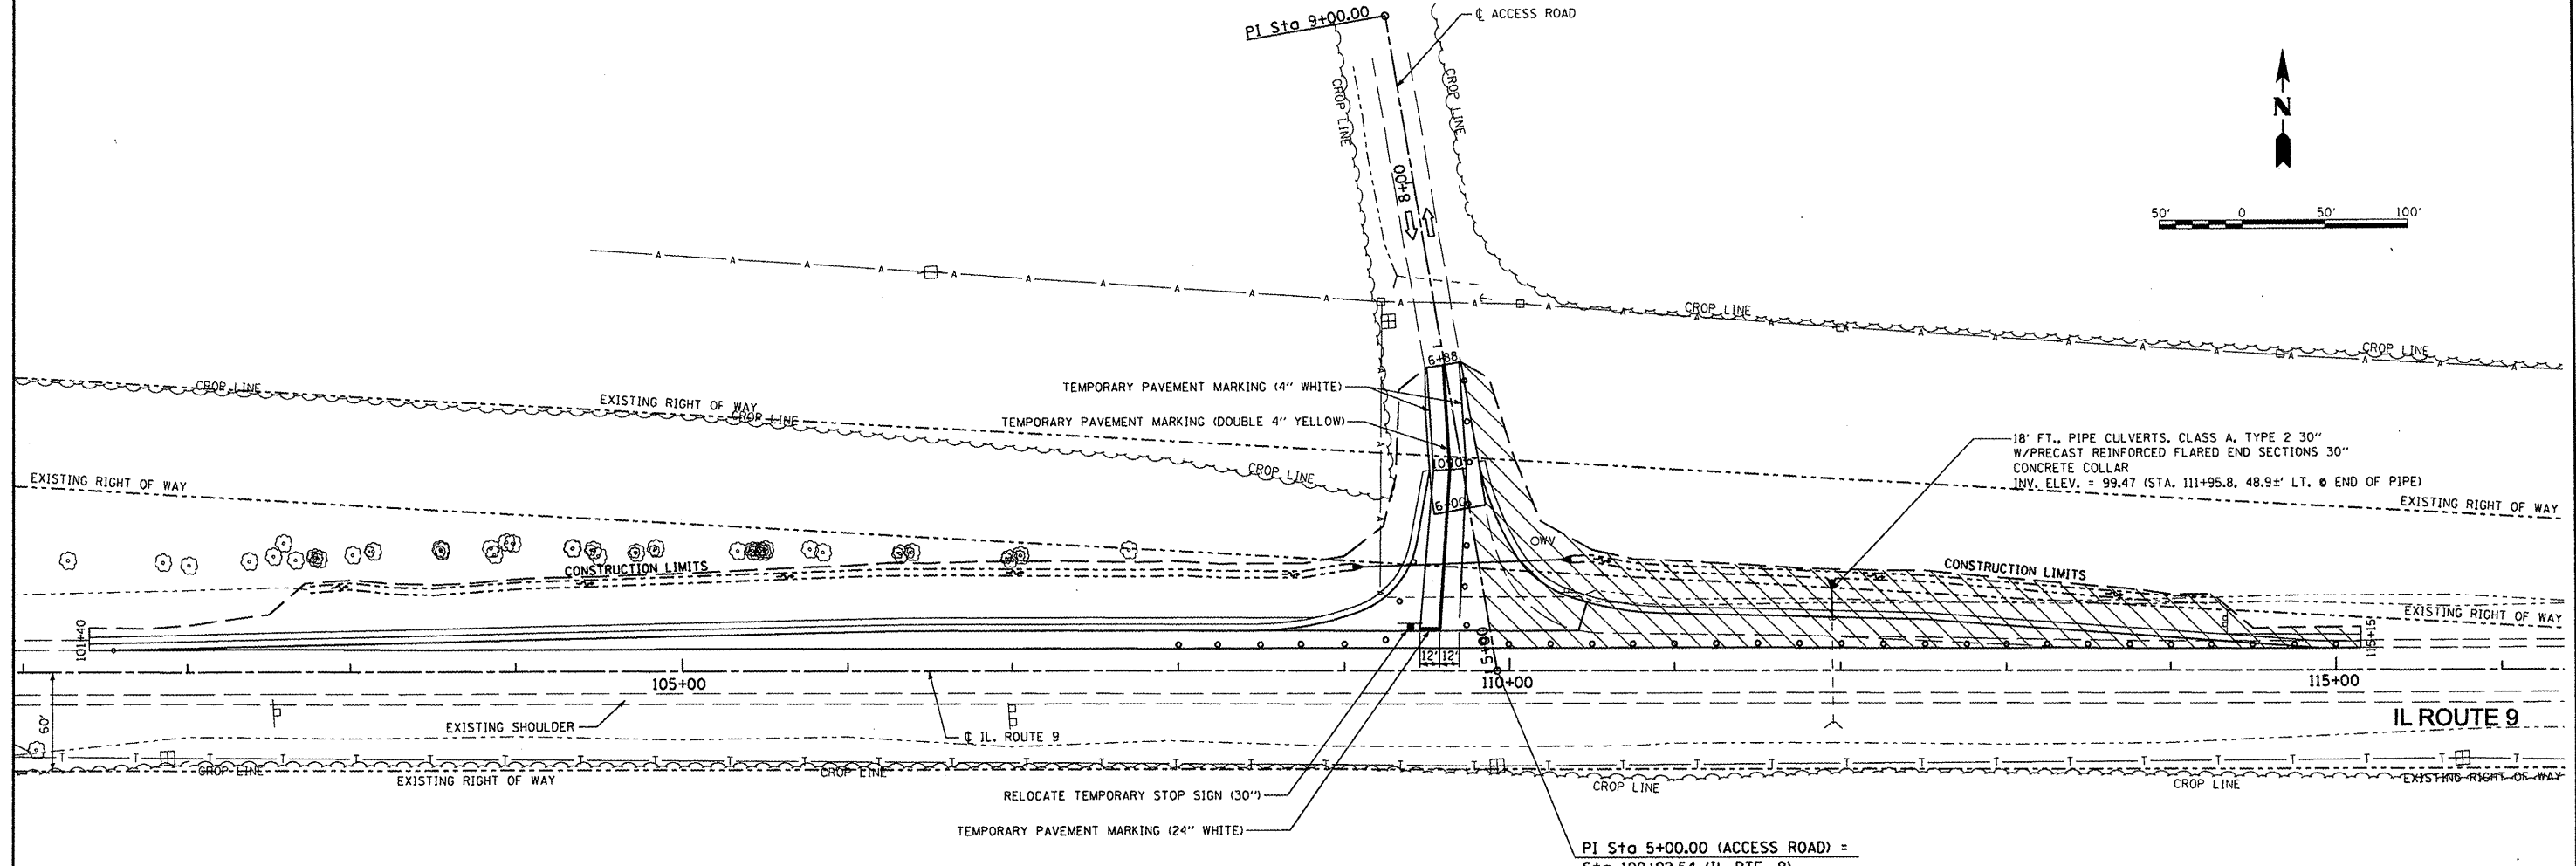 PI Sta 9+00.00
℄ ACCESS ROAD
CROP LINE
CROP LINE
N
8+00
50' 0 50' 100'
A A A A A A A A A A A A A A A A A A A A A A A A
CROP LINE
CROP LINE
6+88
CROP LINE
TEMPORARY PAVEMENT MARKING (4" WHITE)
EXISTING RIGHT OF WAY
CROP LINE
TEMPORARY PAVEMENT MARKING (DOUBLE 4" YELLOW)
18' FT., PIPE CULVERTS, CLASS A, TYPE 2 30"
W/PRECAST REINFORCED FLARED END SECTIONS 30"
CONCRETE COLLAR
INV. ELEV. = 99.47 (STA. 111+95.8, 48.9±' LT. @ END OF PIPE)
CROP LINE
EXISTING RIGHT OF WAY
EXISTING RIGHT OF WAY
6+00
WV
CONSTRUCTION LIMITS
CONSTRUCTION LIMITS
EXISTING RIGHT OF WAY
101+40
115+15
12' 12'
5+00
105+00
110+00
115+00
60'
EXISTING SHOULDER
℄ IL. ROUTE 9
IL ROUTE 9
T T T T T T T T T T T T T T T T T T T T T T T T T T T T T T T T T T
CROP LINE
CROP LINE
EXISTING RIGHT OF WAY
EXISTING RIGHT OF WAY
CROP LINE
CROP LINE
RELOCATE TEMPORARY STOP SIGN (30")
TEMPORARY PAVEMENT MARKING (24" WHITE)
PI Sta 5+00.00 (ACCESS ROAD) =